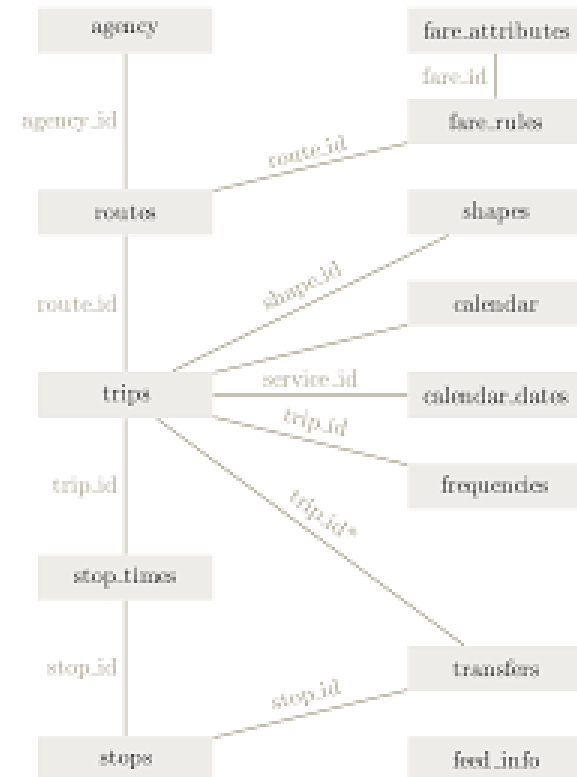 agency
fare_attributes
fare_id
agency_id
fare_rules
route_id
routes
shapes
shape_id
route_id
calendar
service_id
trips
calendar_dates
trip_id
trip_id
frequencies
trip_id*
stop_times
stop_id
transfers
stop_id
stops
feed_info